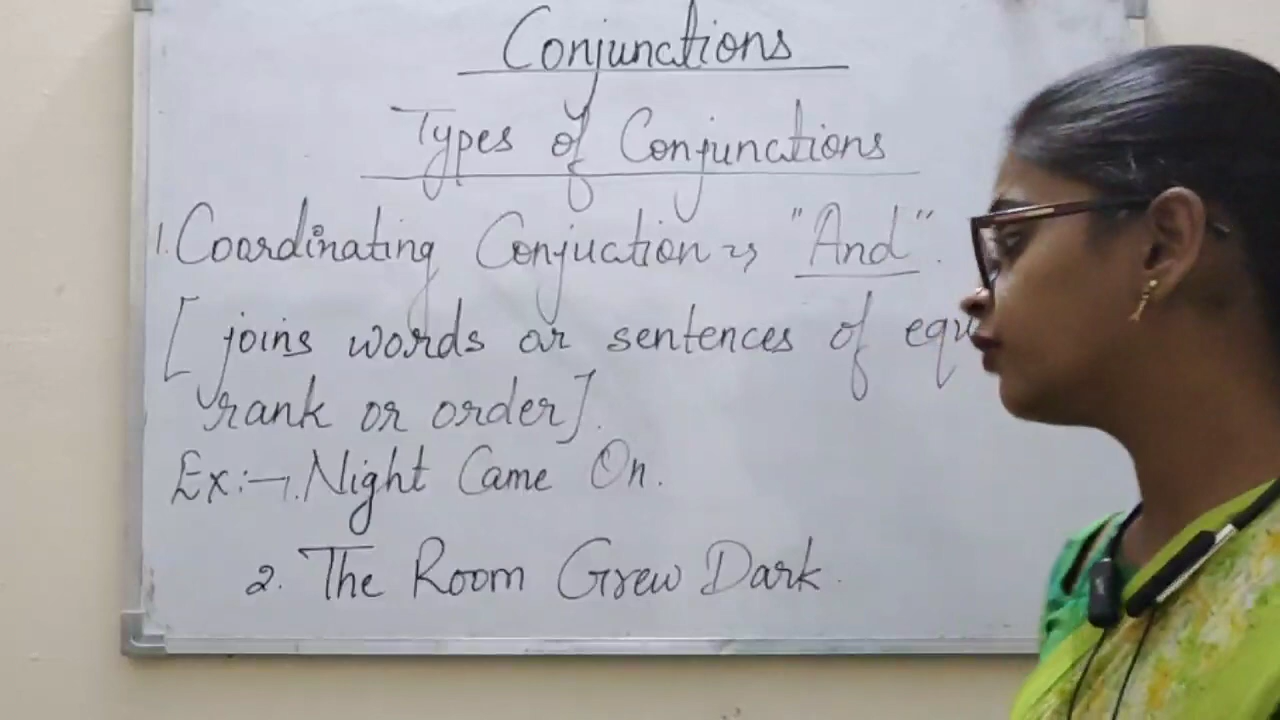 Conjunctions
Types of Conjunctions
1. Coordinating Conjuction → "And".
[ joins words or sentences of equ
rank or order].
Ex:- 1. Night Came On.
2. The Room Grew Dark.